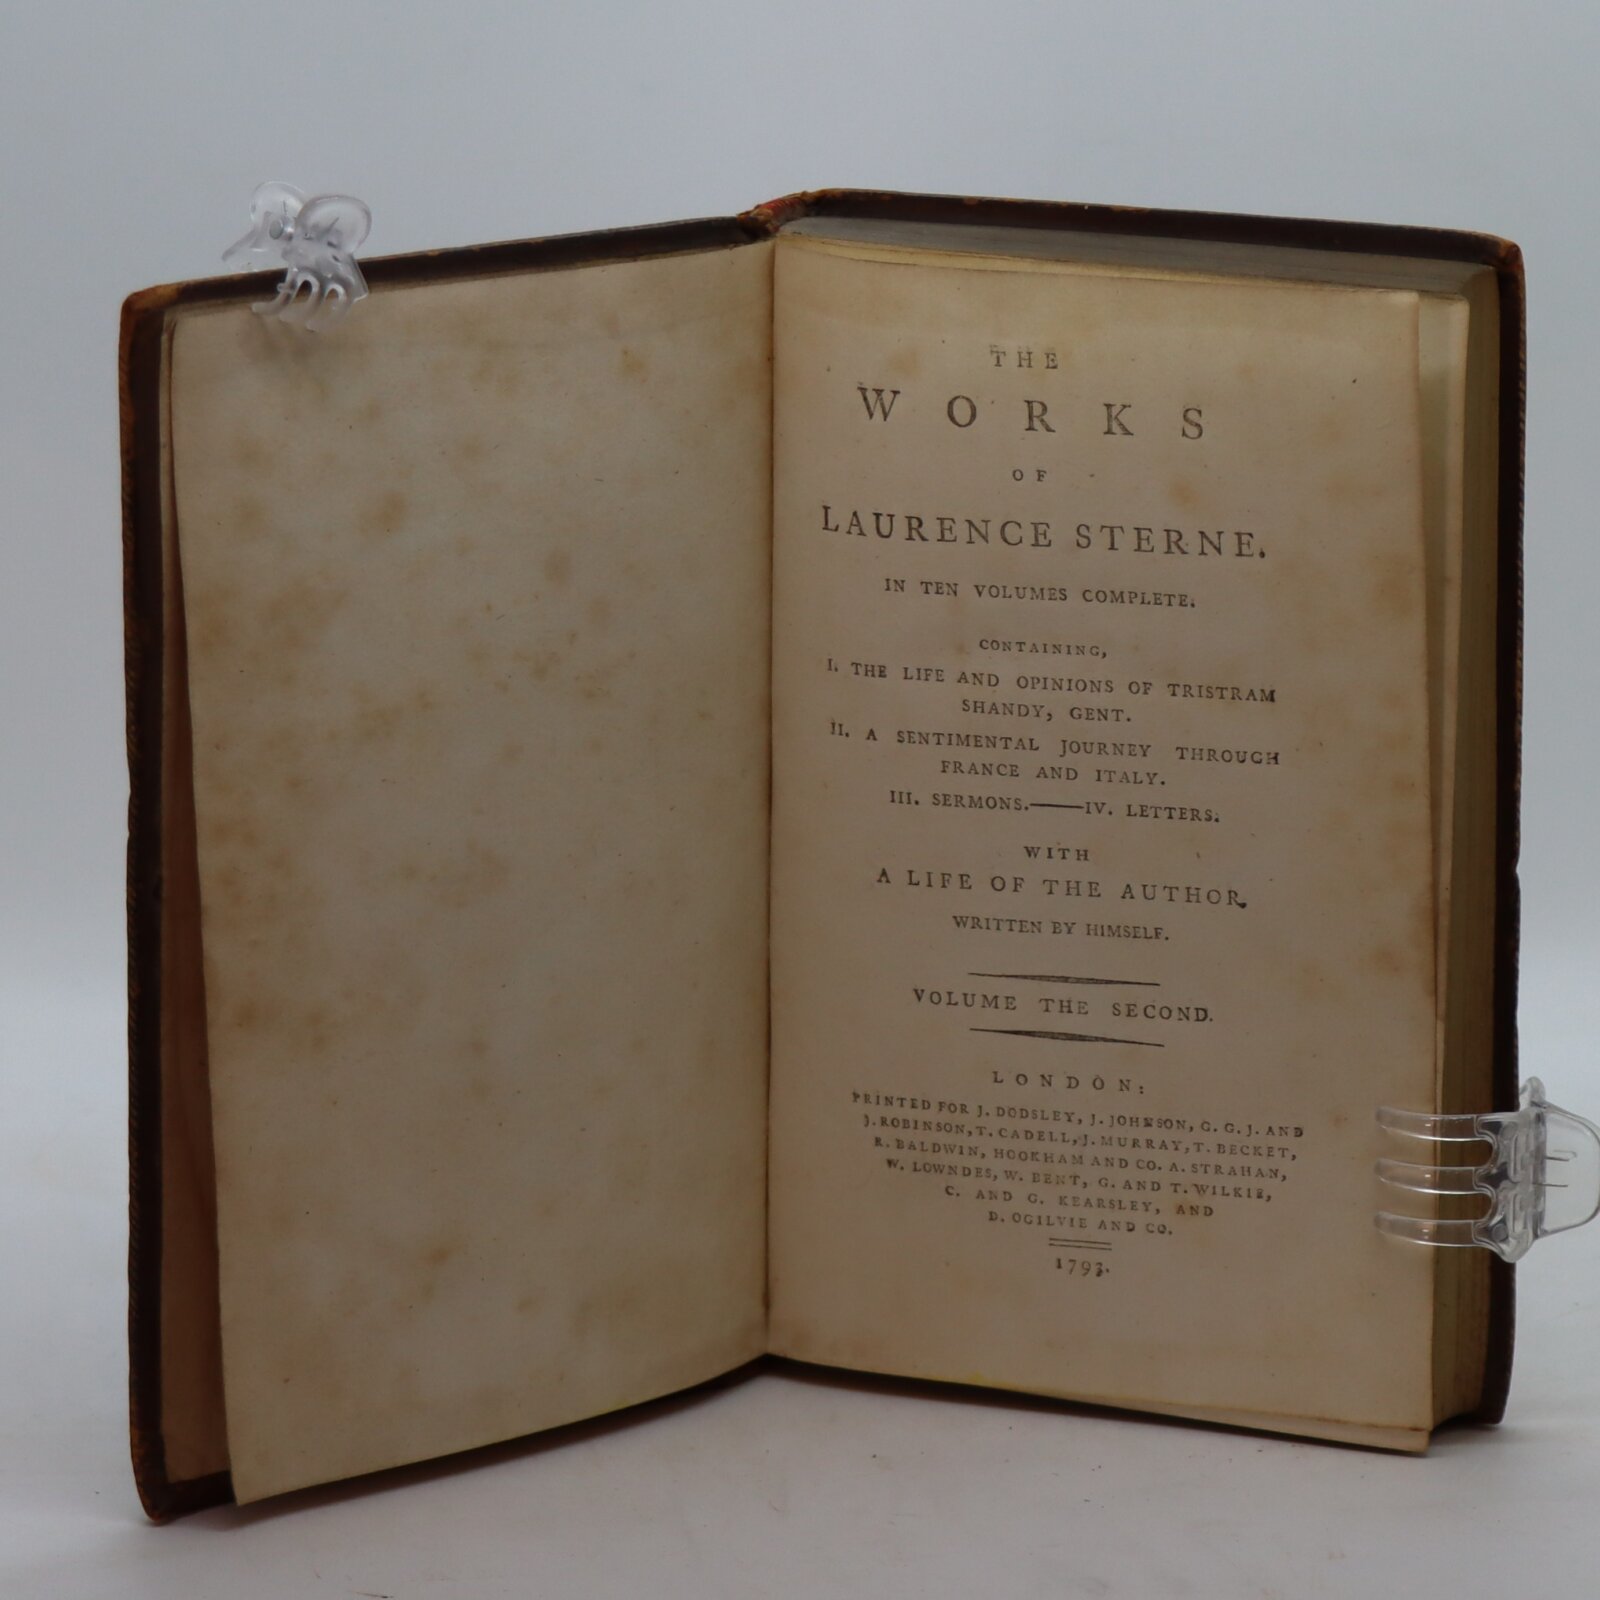 THE
WORKS
OF
LAURENCE STERNE.
IN TEN VOLUMES COMPLETE.
CONTAINING,
I. THE LIFE AND OPINIONS OF TRISTRAM
SHANDY, GENT.
II. A SENTIMENTAL JOURNEY THROUGH
FRANCE AND ITALY.
III. SERMONS.——IV. LETTERS.
WITH
A LIFE OF THE AUTHOR,
WRITTEN BY HIMSELF.
VOLUME THE SECOND.
LONDON:
PRINTED FOR J. DODSLEY, J. JOHNSON, G. G. J. AND
J. ROBINSON, T. CADELL, J. MURRAY, T. BECKET,
R. BALDWIN, HOOKHAM AND CO. A. STRAHAN,
W. LOWNDES, W. BENT, G. AND T. WILKIE,
C. AND G. KEARSLEY, AND
D. OGILVIE AND CO.
1793.